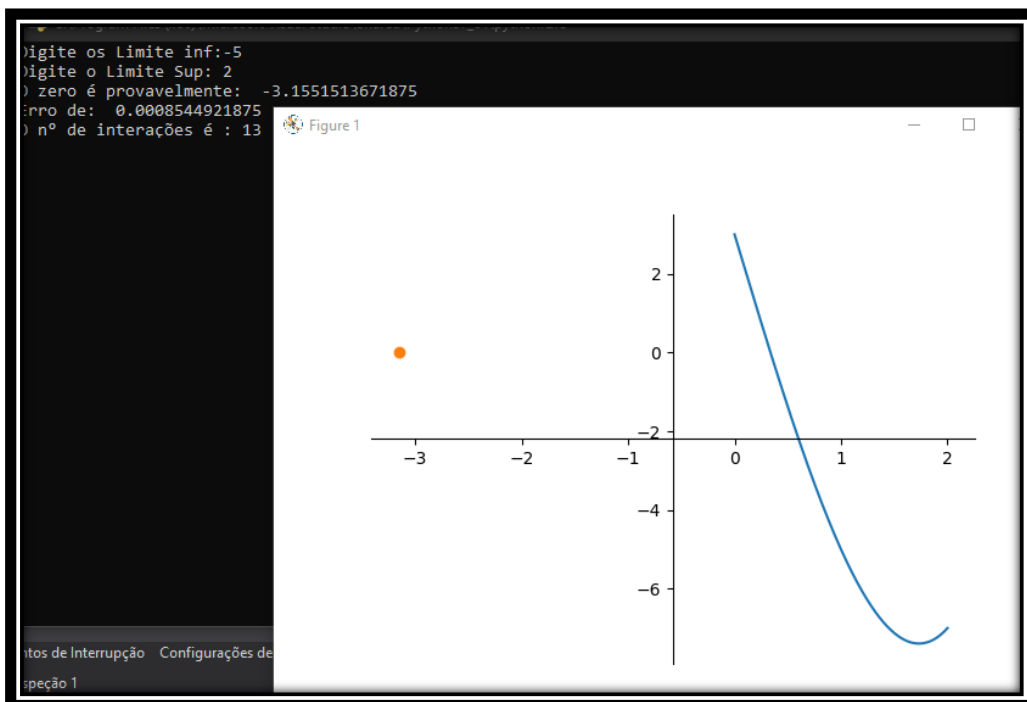 igite os Limite inf:-5
igite o Limite Sup: 2
zero é provavelmente:  -3.1551513671875
rro de:  0.0008544921875
nº de interações é : 13
Figure 1
2
0
−2
−3 −2 −1 0 1 2
−4
−6
tos de Interrupção Configurações de
speção 1